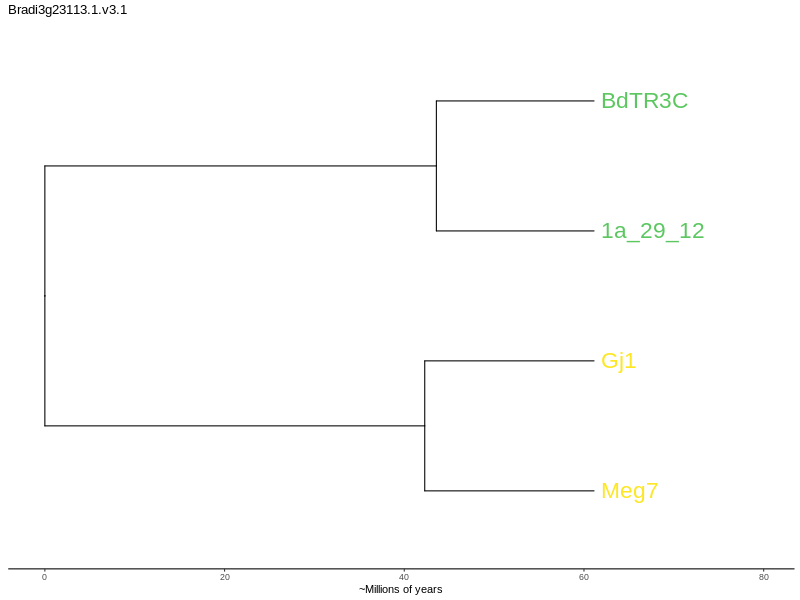 Bradi3g23113.1.v3.1
BdTR3C
1a_29_12
Gj1
Meg7
0 20 40 60 80
~Millions of years